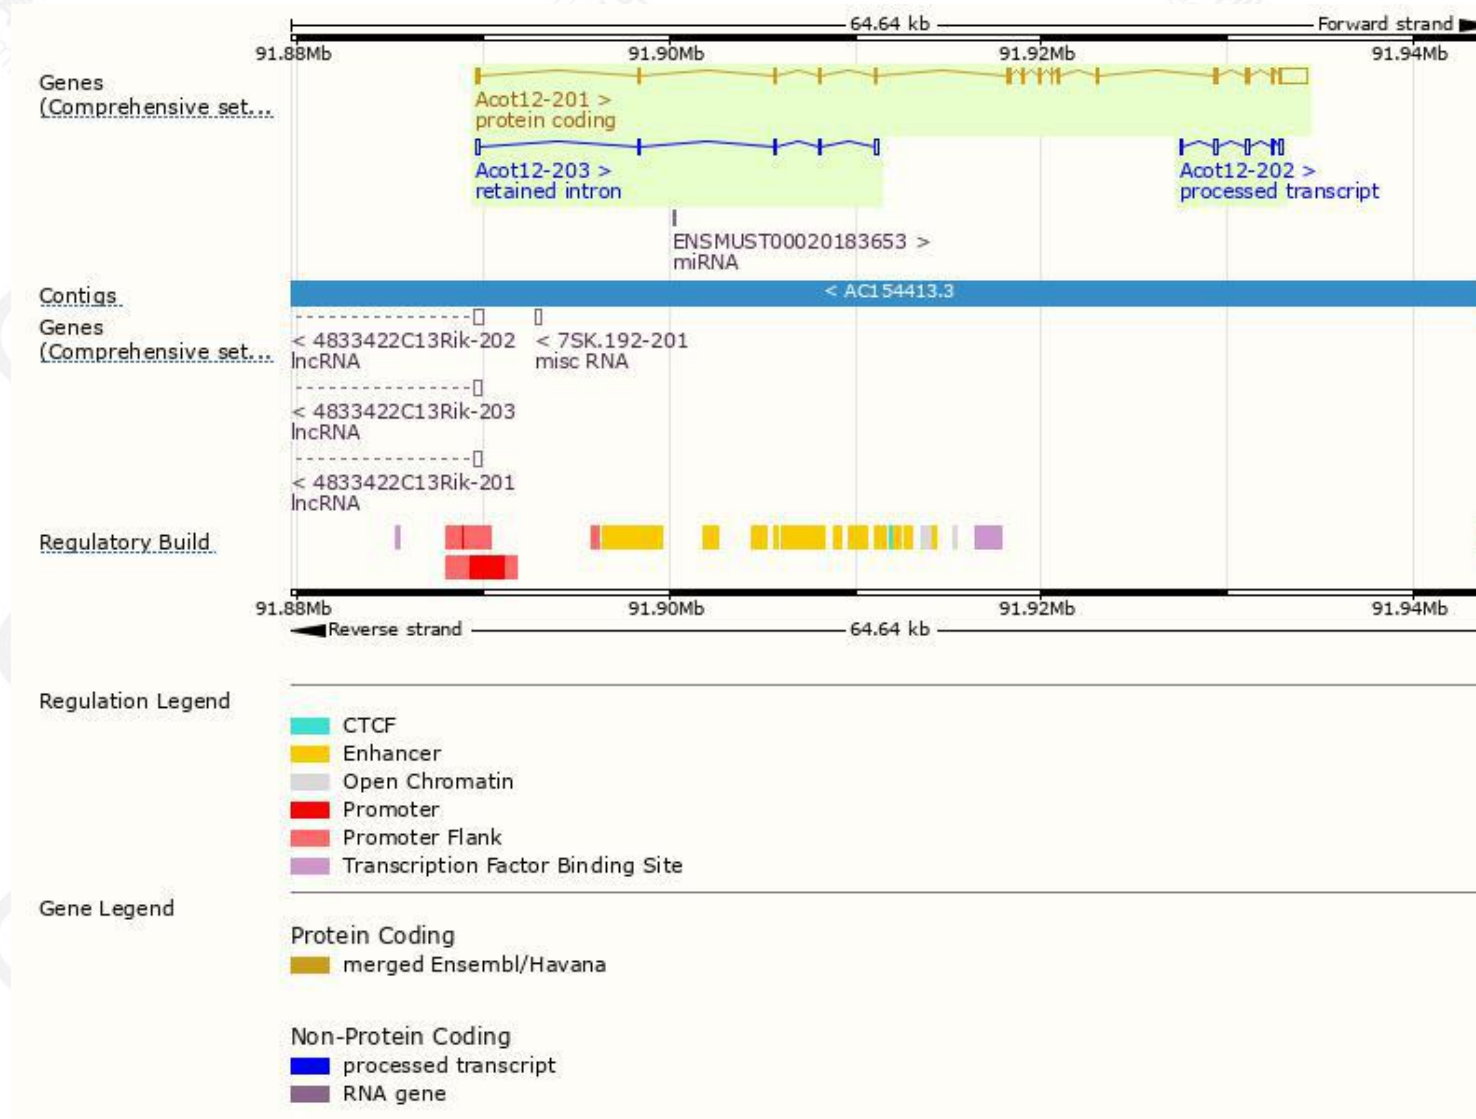 64.64 kb
Forward strand
91.88Mb
91.90Mb
91.92Mb
91.94Mb
Genes
(Comprehensive set...
Acot12-201 >
protein coding
Acot12-203 >
retained intron
Acot12-202 >
processed transcript
ENSMUST00020183653 >
miRNA
Contigs
< AC154413.3
Genes
(Comprehensive set...
< 4833422C13Rik-202
lncRNA
< 7SK.192-201
misc RNA
< 4833422C13Rik-203
lncRNA
< 4833422C13Rik-201
lncRNA
Regulatory Build
91.88Mb
91.90Mb
91.92Mb
91.94Mb
Reverse strand
64.64 kb
Regulation Legend
CTCF
Enhancer
Open Chromatin
Promoter
Promoter Flank
Transcription Factor Binding Site
Gene Legend
Protein Coding
merged Ensembl/Havana
Non-Protein Coding
processed transcript
RNA gene